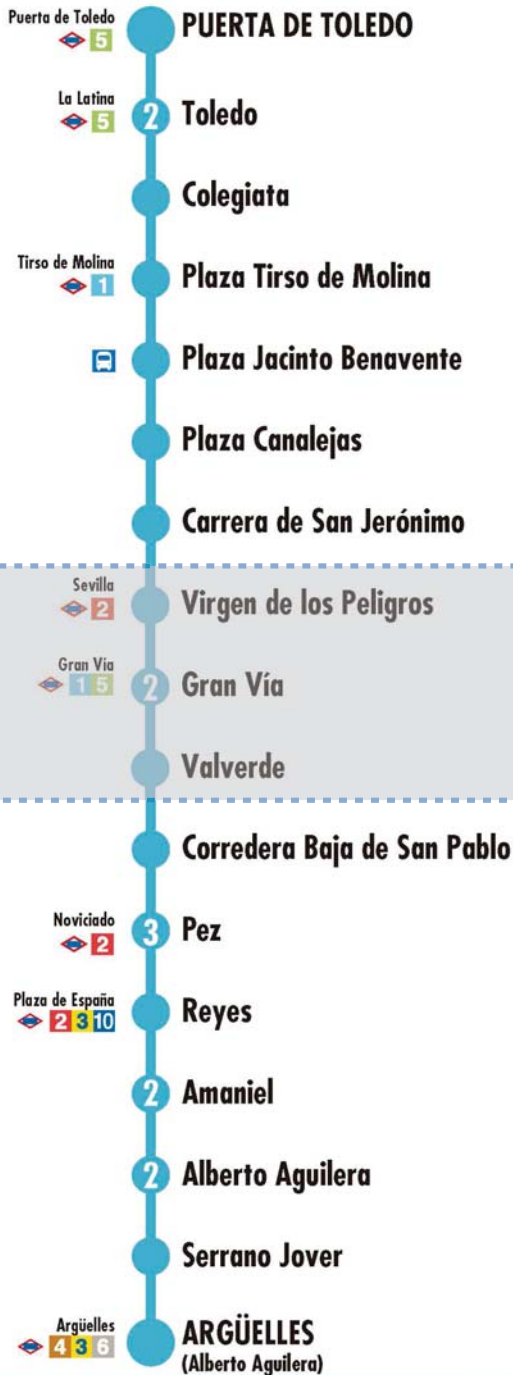 Puerta de Toledo
5
PUERTA DE TOLEDO
La Latina
5
2
Toledo
Colegiata
Tirso de Molina
1
Plaza Tirso de Molina
Plaza Jacinto Benavente
Plaza Canalejas
Carrera de San Jerónimo
Sevilla
2
Virgen de los Peligros
Gran Vía
1 5
2
Gran Vía
Valverde
Corredera Baja de San Pablo
Noviciado
2
3
Pez
Plaza de España
2 3 10
Reyes
2
Amaniel
2
Alberto Aguilera
Serrano Jover
Argüelles
4 3 6
ARGÜELLES
(Alberto Aguilera)